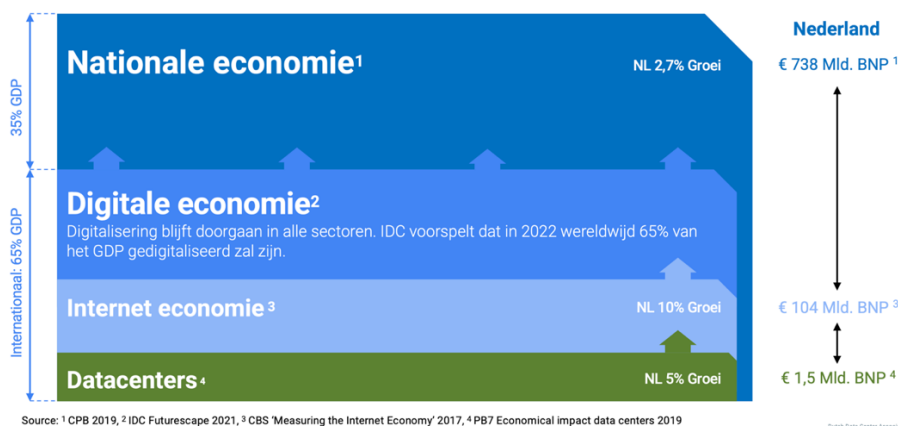 Nederland
Nationale economie¹
NL 2,7% Groei
€ 738 Mld. BNP ¹
35% GDP
Digitale economie²
Digitalisering blijft doorgaan in alle sectoren. IDC voorspelt dat in 2022 wereldwijd 65% van
het GDP gedigitaliseerd zal zijn.
Internationaal: 65% GDP
Internet economie ³
NL 10% Groei
€ 104 Mld. BNP ³
Datacenters ⁴
NL 5% Groei
€ 1,5 Mld. BNP ⁴
Source: ¹ CPB 2019, ² IDC Futurescape 2021, ³ CBS ‘Measuring the Internet Economy’ 2017, ⁴ PB7 Economical impact data centers 2019